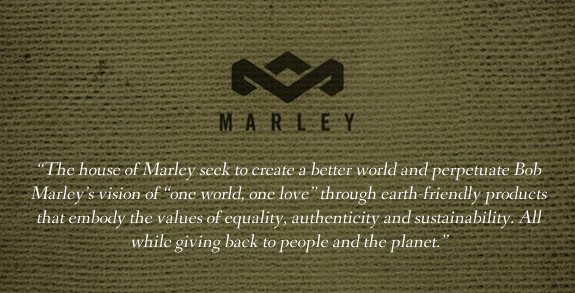 MARLEY
“The house of Marley seek to create a better world and perpetuate Bob
Marley’s vision of “one world, one love” through earth-friendly products
that embody the values of equality, authenticity and sustainability. All
while giving back to people and the planet.”